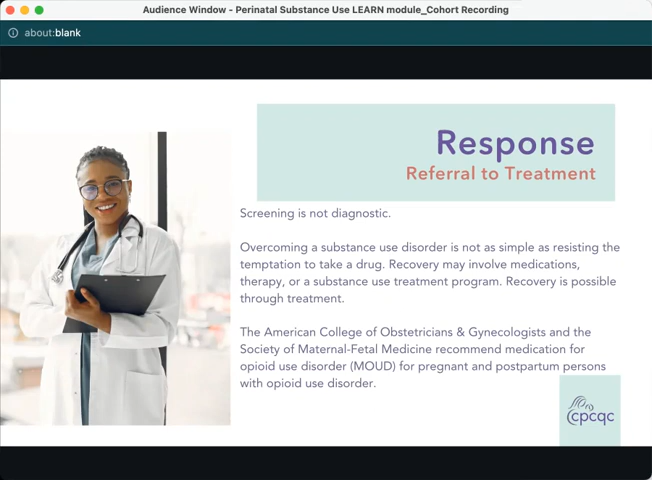 Audience Window - Perinatal Substance Use LEARN module_Cohort Recording
about:blank
Response
Referral to Treatment
Screening is not diagnostic.
Overcoming a substance use disorder is not as simple as resisting the
temptation to take a drug. Recovery may involve medications,
therapy, or a substance use treatment program. Recovery is possible
through treatment.
The American College of Obstetricians & Gynecologists and the
Society of Maternal-Fetal Medicine recommend medication for
opioid use disorder (MOUD) for pregnant and postpartum persons
with opioid use disorder.
cpcqc